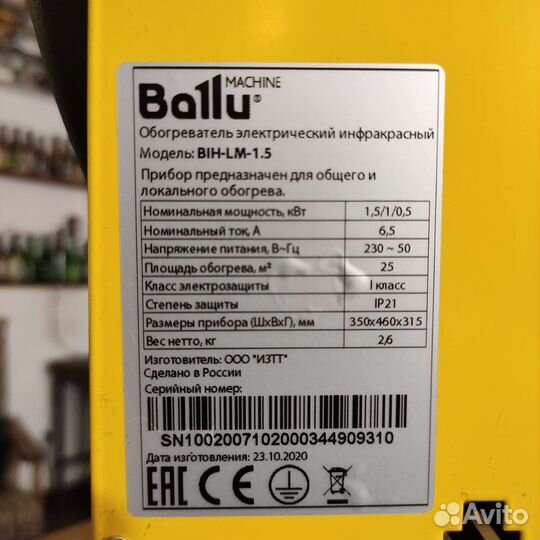 MACHINE
Ballu®
Обогреватель электрический инфракрасный
Модель: BIH-LM-1.5
Прибор предназначен для общего и
локального обогрева.
Номинальная мощность, кВт 1,5/1/0,5
Номинальный ток, А 6,5
Напряжение питания, В~Гц 230 ~ 50
Площадь обогрева, м² 25
Класс электрозащиты I класс
Степень защиты IP21
Размеры прибора (ШхВхГ), мм 350x460x315
Вес нетто, кг 2,6
Изготовитель: ООО "ИЗТТ"
Сделано в России
Серийный номер:
SN1002007102000344909310
Дата изготовления: 23.10.2020
EAC CE
Avito